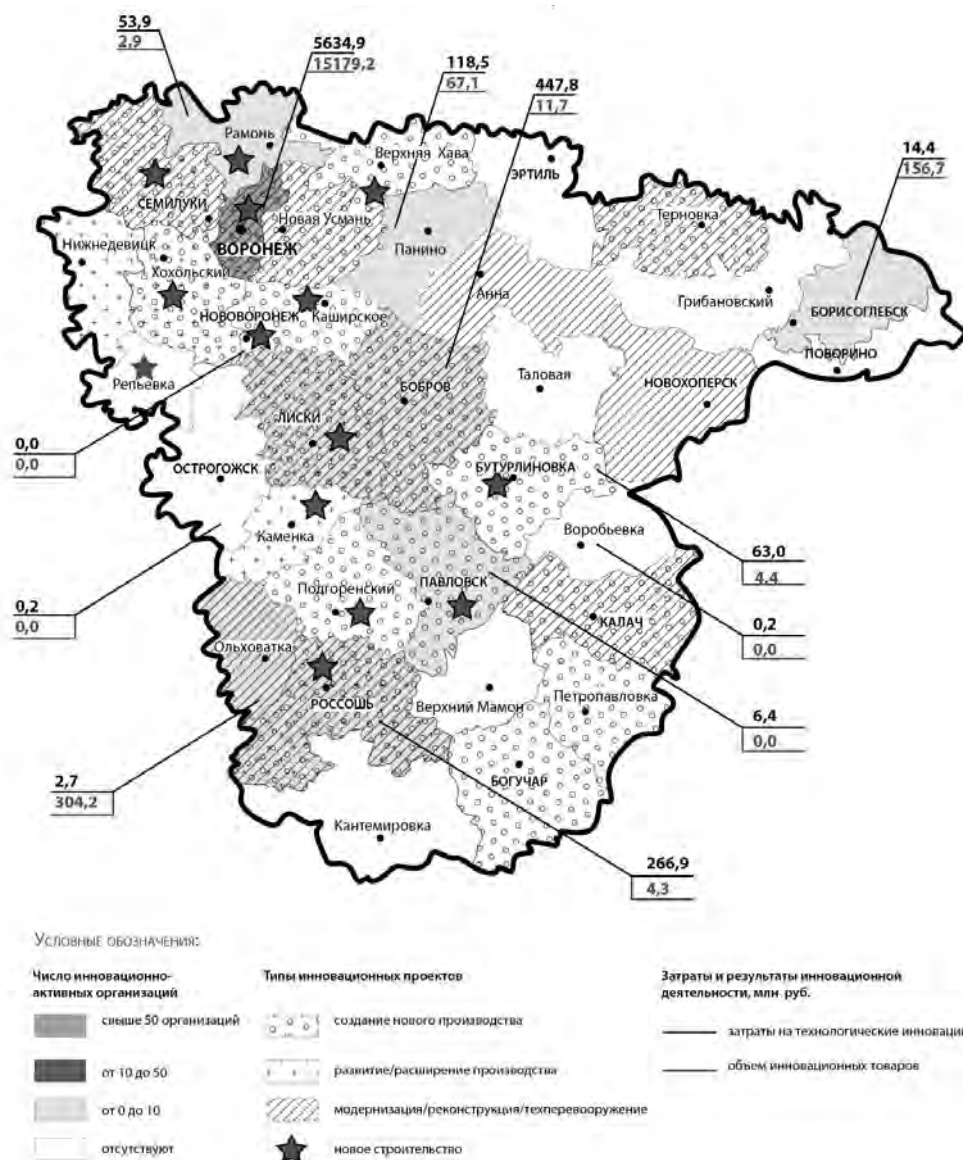 53,9
2,9
5634,9
15179,2
118,5
67,1
447,8
11,7
14,4
156,7
Рамонь
Верхняя Хава
ЭРТИЛЬ
Терновка
СЕМИЛУКИ
Новая Усмань
ВОРОНЕЖ
Панино
Нижнедевицк
Хохольский
Анна
Грибановский
БОРИСОГЛЕБСК
НОВОВОРОНЕЖ
Каширское
ПОВОРИНО
Репьевка
БОБРОВ
Таловая
НОВОХОПЕРСК
ЛИСКИ
0,0
0,0
ОСТРОГОЖСК
БУТУРЛИНОВКА
Каменка
Воробьевка
63,0
4,4
Подгоренский
ПАВЛОВСК
КАЛАЧ
0,2
0,0
0,2
0,0
Ольховатка
РОССОШЬ
Верхний Мамон
Петропавловка
6,4
0,0
БОГУЧАР
2,7
304,2
Кантемировка
266,9
4,3
Условные обозначения:
Число инновационно-
активных организаций
свыше 50 организаций
от 10 до 50
от 0 до 10
отсутствуют
Типы инновационных проектов
создание нового производства
развитие/расширение производства
модернизация/реконструкция/техперевооружение
новое строительство
Затраты и результаты инновационной
деятельности, млн руб.
затраты на технологические инноваци
объем инновационных товаров